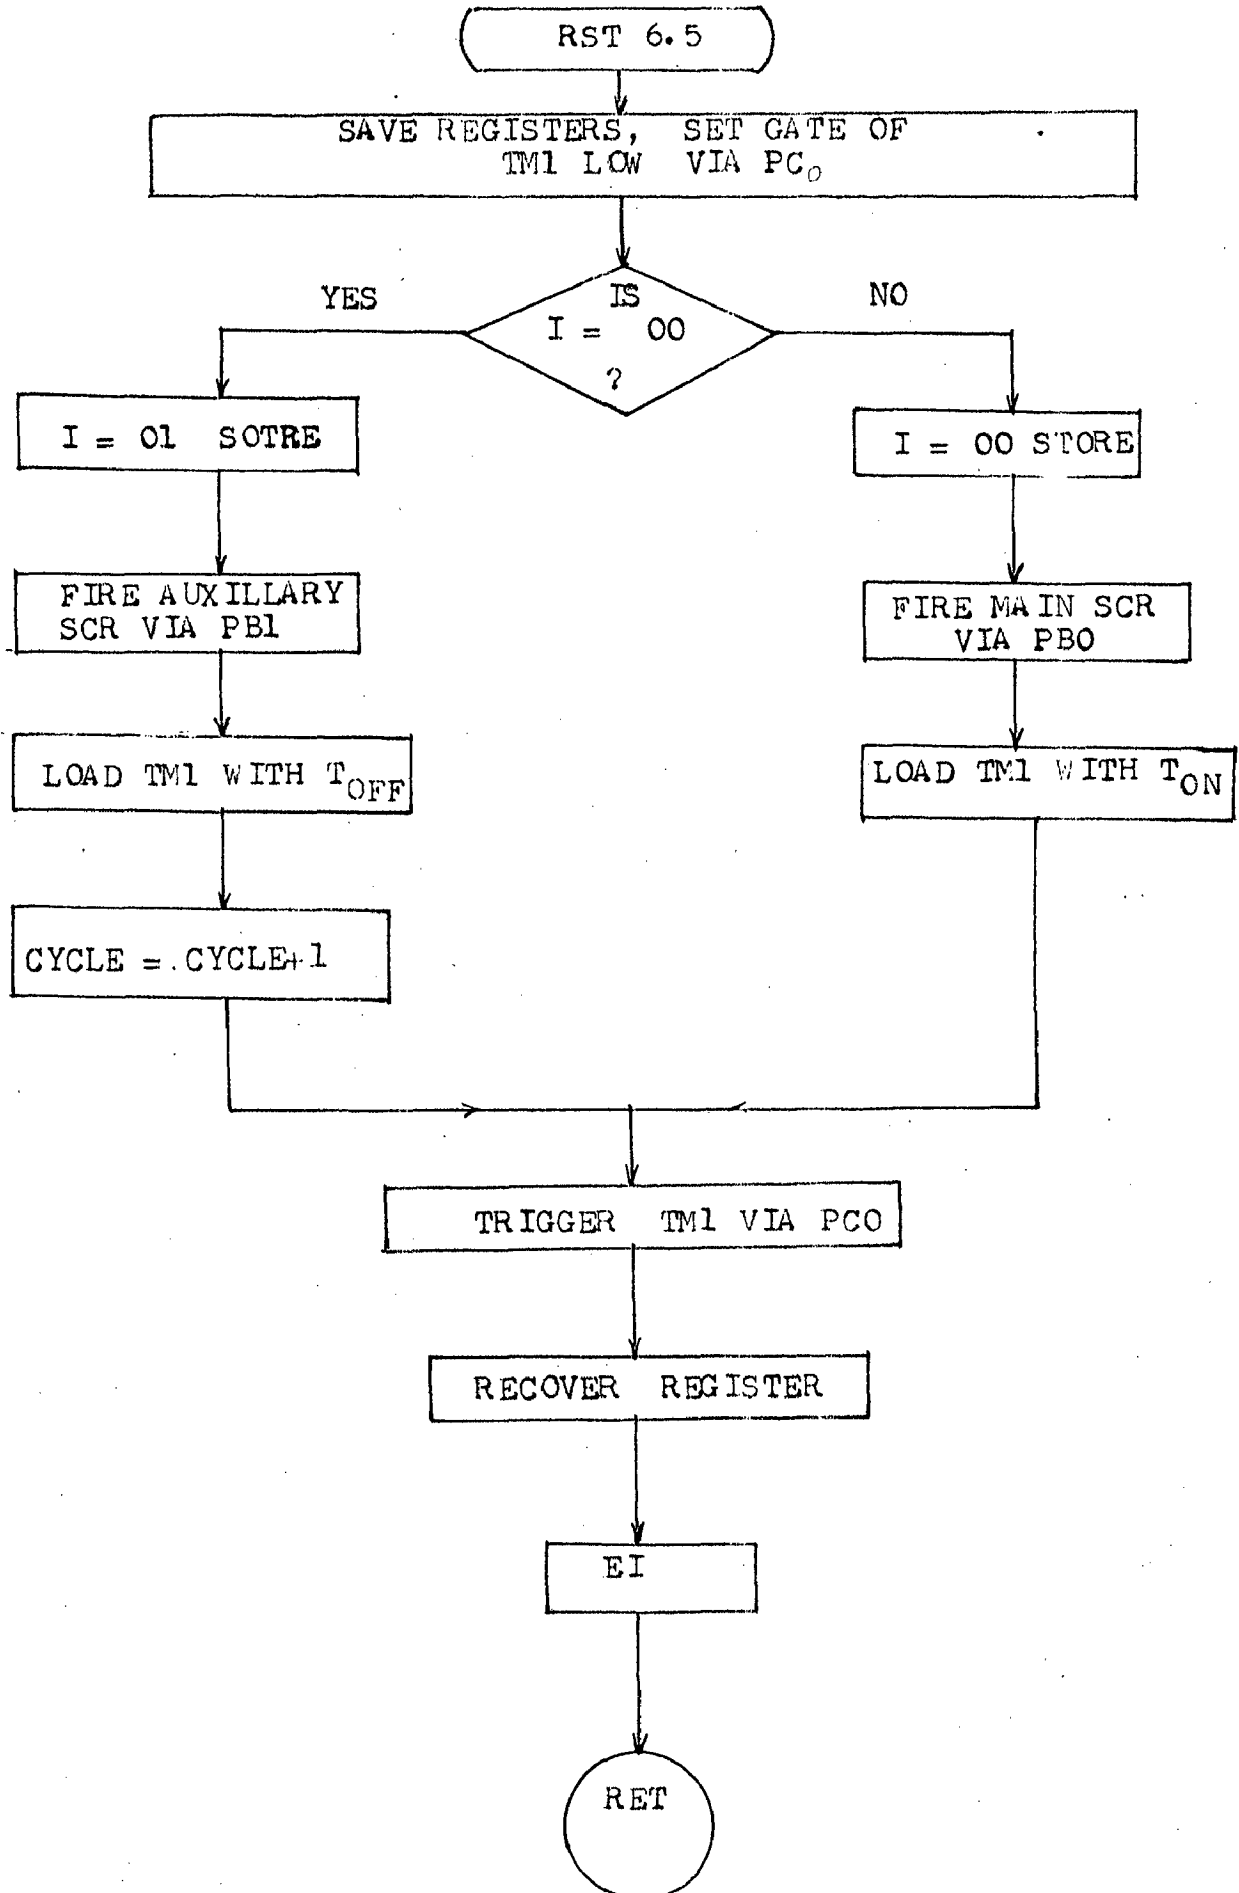 RST 6.5
SAVE REGISTERS, SET GATE OF
TM1 LOW VIA PC0
IS
I = 00
?
YES
NO
I = 01 SOTRE
I = 00 STORE
FIRE AUXILLARY
SCR VIA PB1
FIRE MAIN SCR
VIA PB0
LOAD TM1 WITH TOFF
LOAD TM1 WITH TON
CYCLE = CYCLE+1
TRIGGER TM1 VIA PC0
RECOVER REGISTER
EI
RET